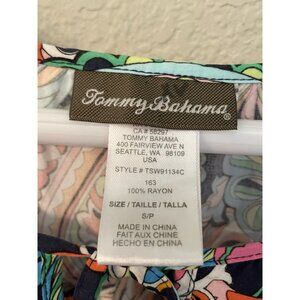 Tommy Bahama®
CA # 58297
TOMMY BAHAMA
400 FAIRVIEW AVE N
SEATTLE, WA 98109
USA
STYLE # TSW91134C
163
100% RAYON
SIZE / TAILLE / TALLA
S/P
MADE IN CHINA
FAIT AUX CHINE
HECHO EN CHINA